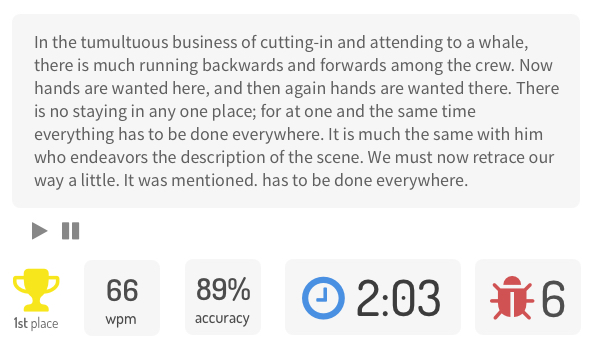 In the tumultuous business of cutting-in and attending to a whale,
there is much running backwards and forwards among the crew. Now
hands are wanted here, and then again hands are wanted there. There
is no staying in any one place; for at one and the same time
everything has to be done everywhere. It is much the same with him
who endeavors the description of the scene. We must now retrace our
way a little. It was mentioned. has to be done everywhere.
1st place
66
wpm
89%
accuracy
2:03
6